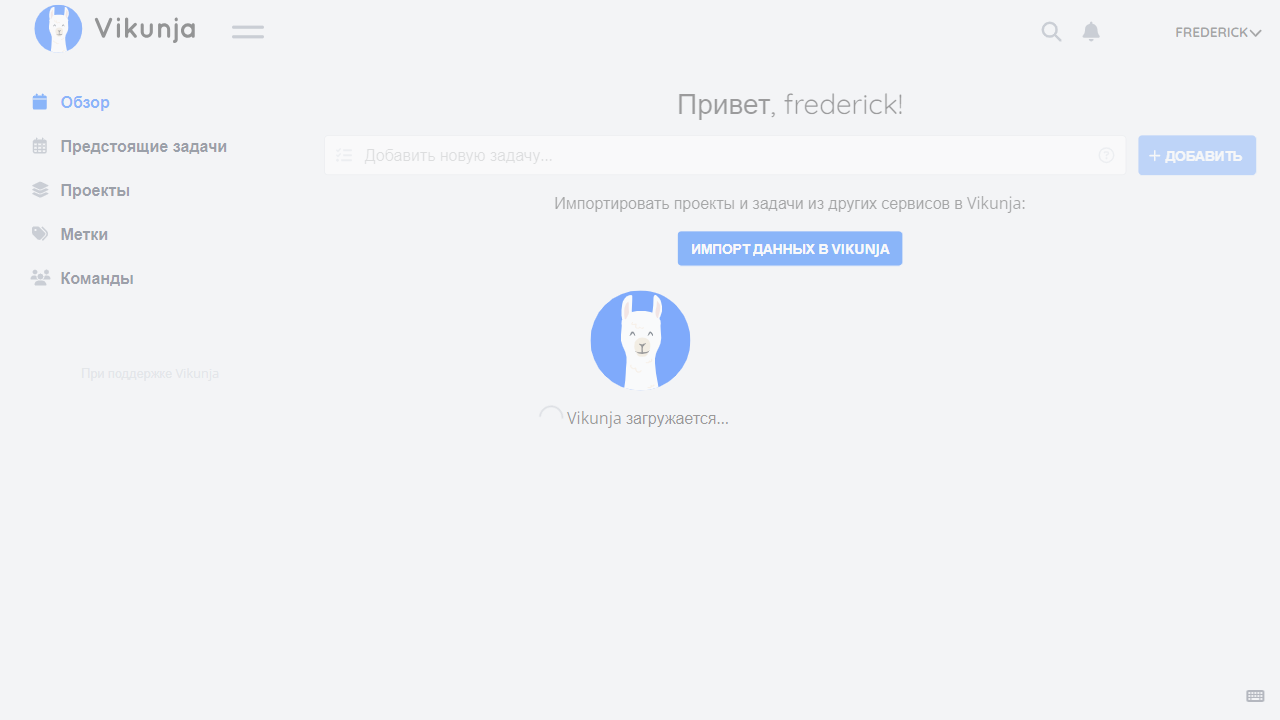 Vikunja
FREDERICK
Обзор
Предстоящие задачи
Проекты
Метки
Команды
При поддержке Vikunja
Привет, frederick!
Добавить новую задачу...
ДОБАВИТЬ
Импортировать проекты и задачи из других сервисов в Vikunja:
ИМПОРТ ДАННЫХ В VIKUNJA
Vikunja загружается...